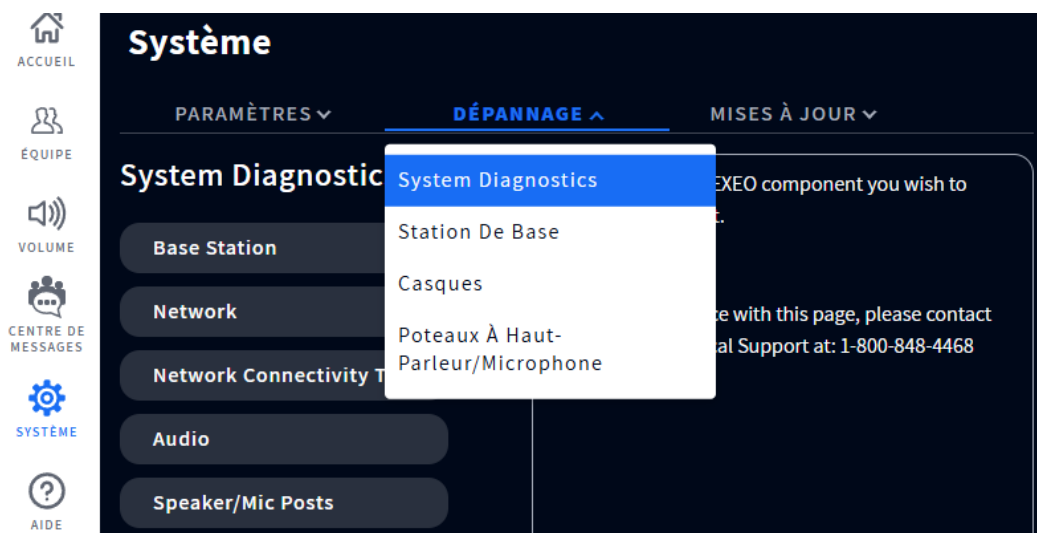 ACCUEIL
ÉQUIPE
VOLUME
CENTRE DE
MESSAGES
SYSTÈME
AIDE
Système
PARAMÈTRES
DÉPANNAGE
MISES À JOUR
System Diagnostic
Base Station
Network
Network Connectivity T
Audio
Speaker/Mic Posts
System Diagnostics
Station De Base
Casques
Poteaux À Haut-
Parleur/Microphone
EXEO component you wish to
with this page, please contact
Support at: 1-800-848-4468